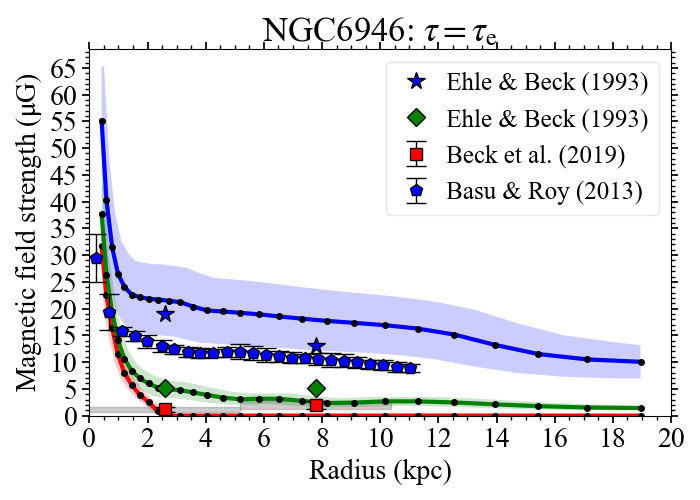 NGC6946: τ = τe
Magnetic field strength (μG)
65
60
55
50
45
40
35
30
25
20
15
10
5
0
Ehle & Beck (1993)
Ehle & Beck (1993)
Beck et al. (2019)
Basu & Roy (2013)
0 2 4 6 8 10 12 14 16 18 20
Radius (kpc)